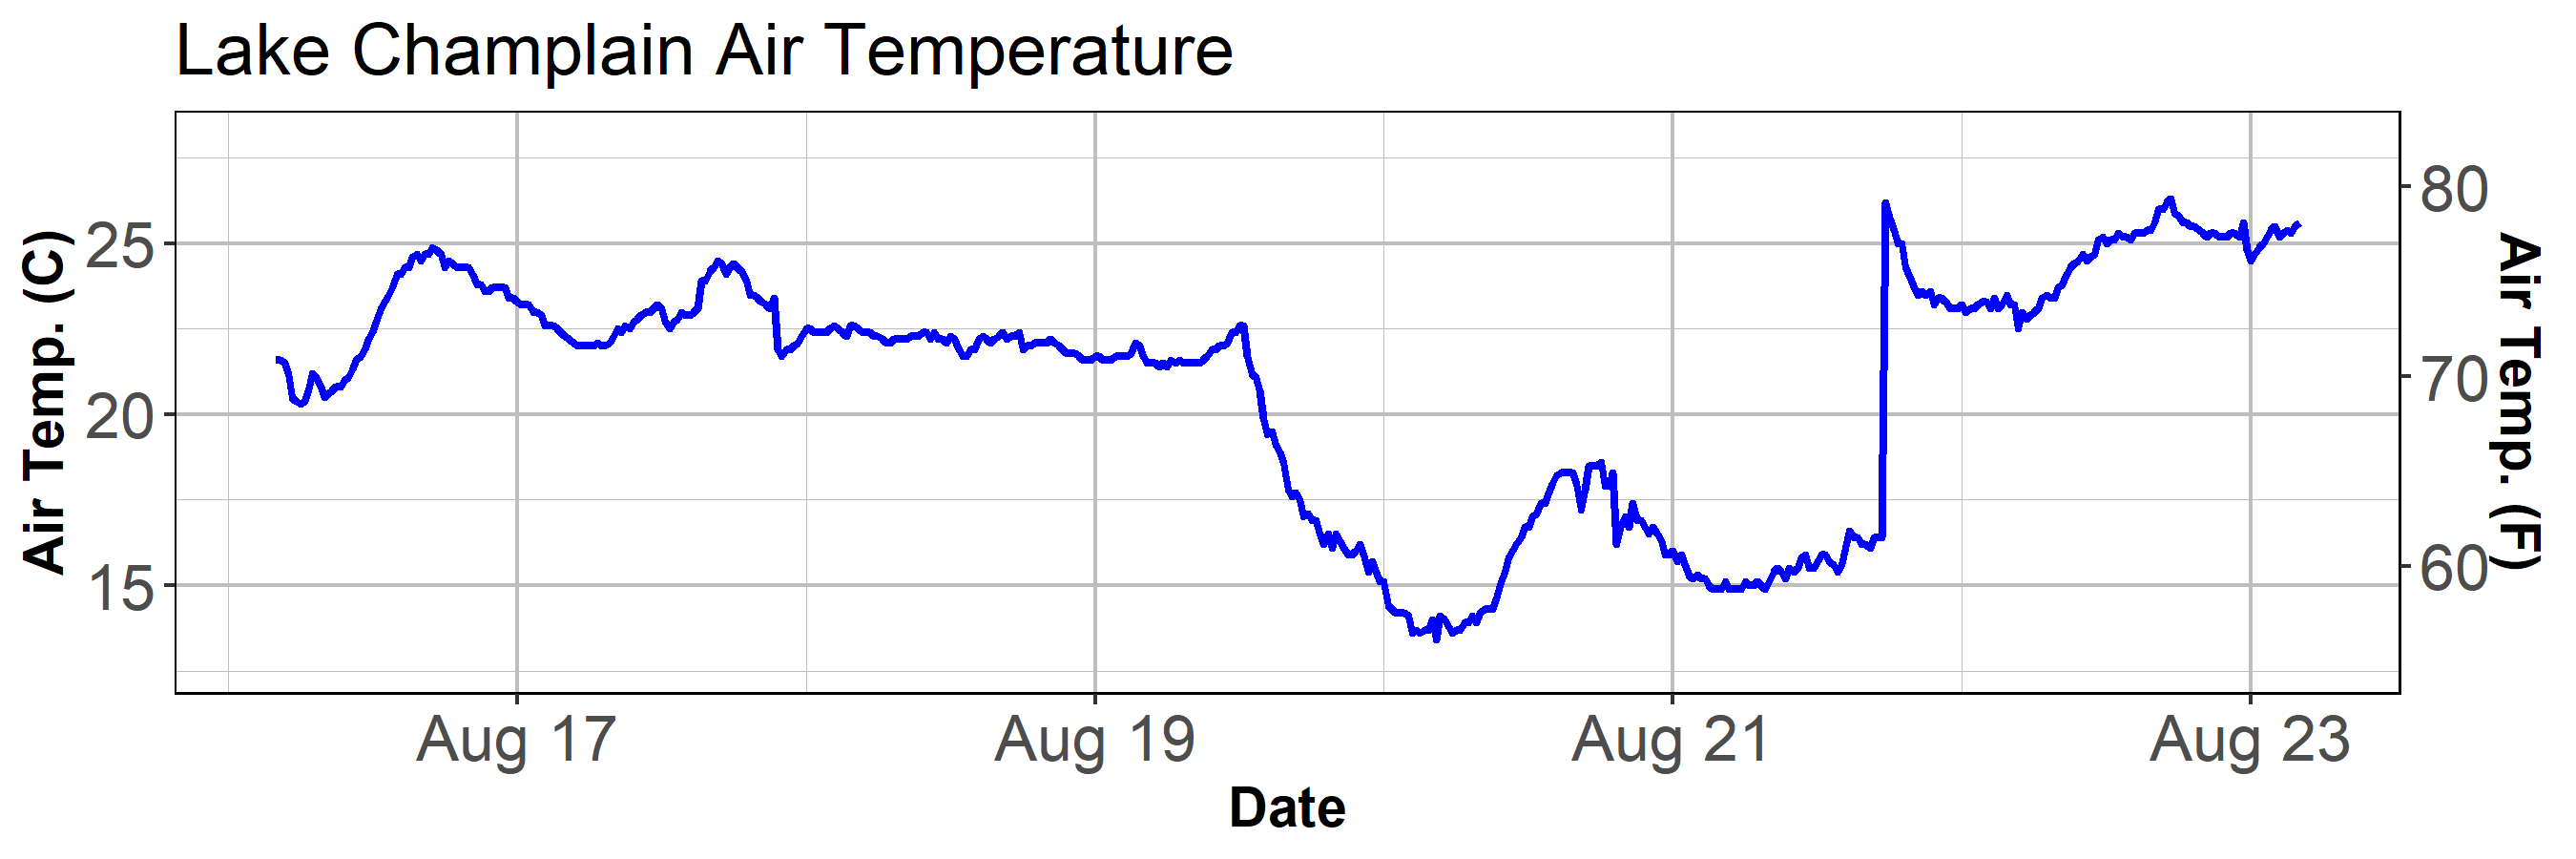 Lake Champlain Air Temperature
Air Temp. (C)
25
20
15
80
70
60
Air Temp. (F)
Aug 17
Aug 19
Aug 21
Aug 23
Date